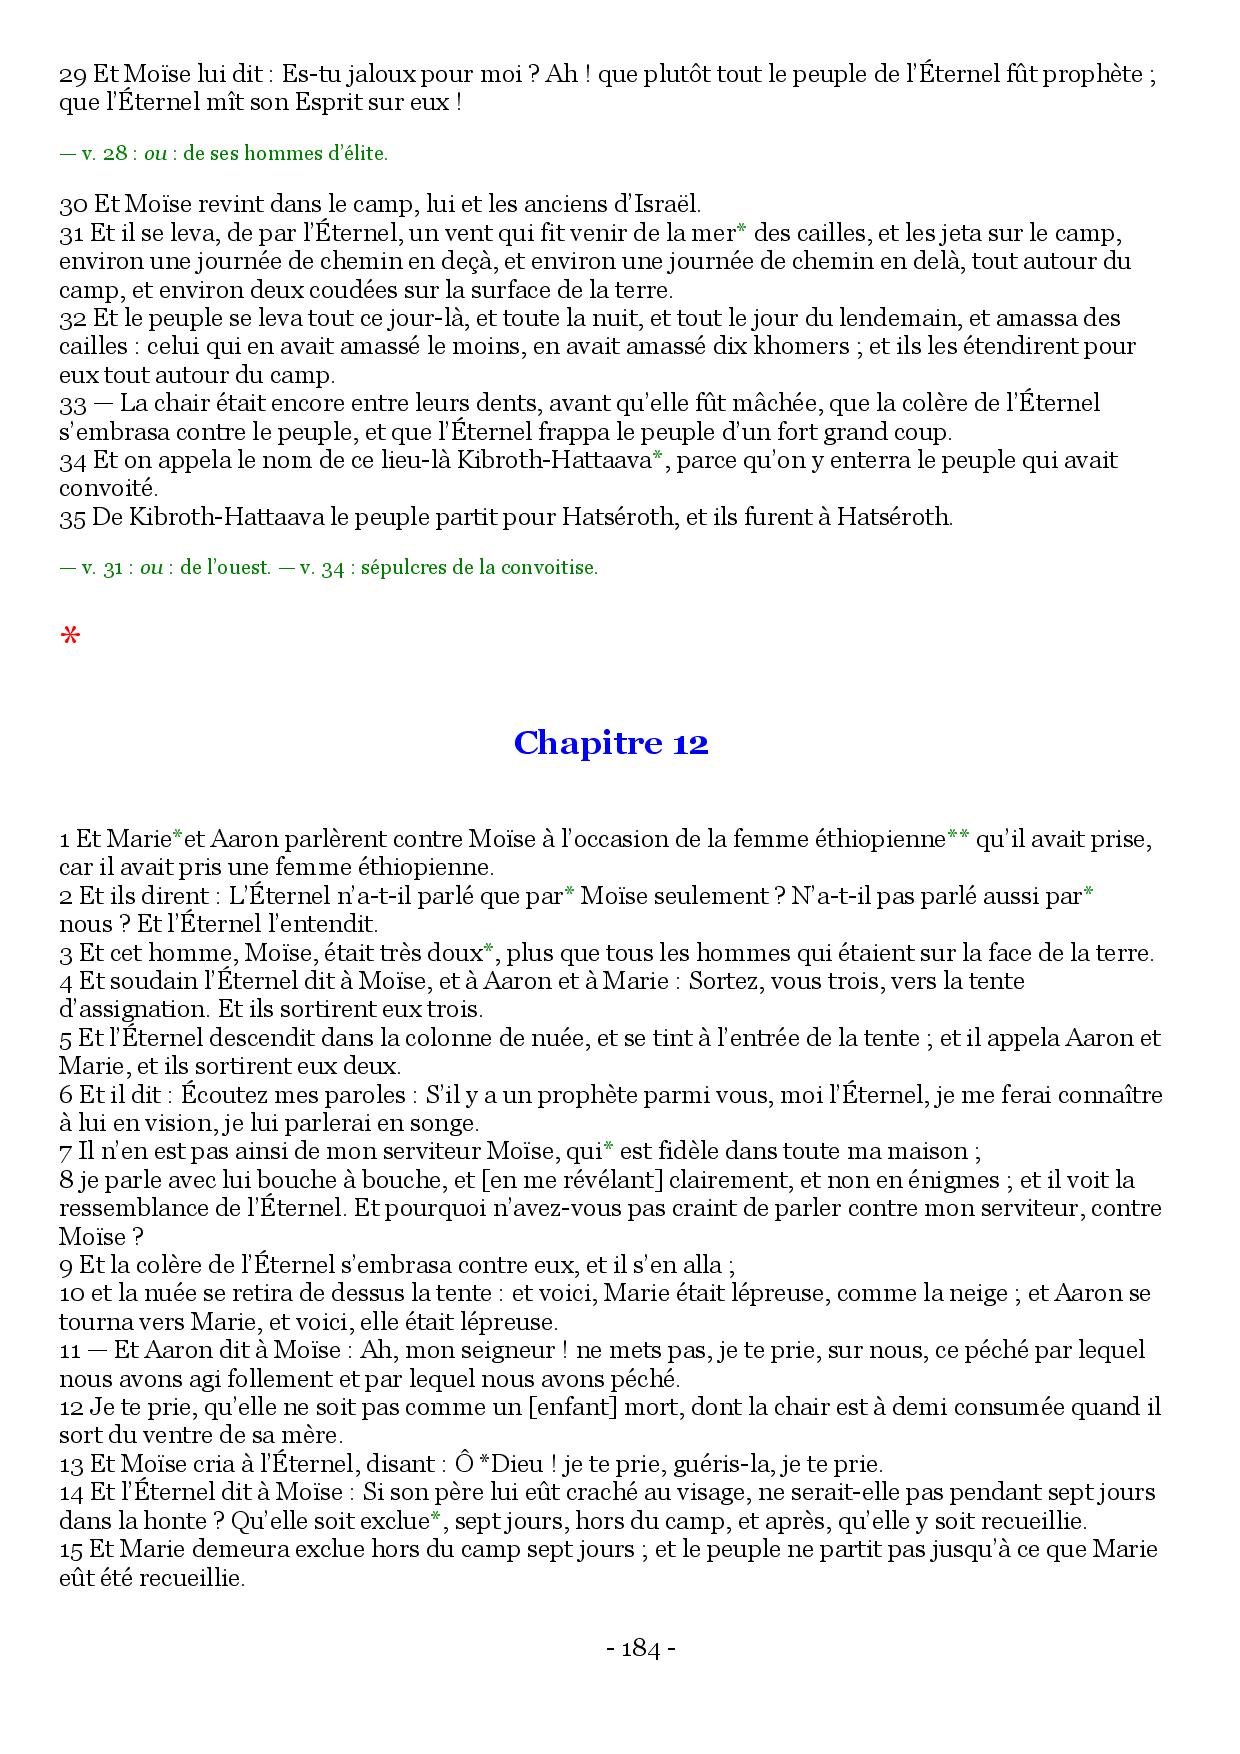 29 Et Moïse lui dit : Es-tu jaloux pour moi ? Ah ! que plutôt tout le peuple de l’Éternel fût prophète ;
que l’Éternel mît son Esprit sur eux !
— v. 28 : ou : de ses hommes d’élite.
30 Et Moïse revint dans le camp, lui et les anciens d’Israël.
31 Et il se leva, de par l’Éternel, un vent qui fit venir de la mer* des cailles, et les jeta sur le camp,
environ une journée de chemin en deçà, et environ une journée de chemin en delà, tout autour du
camp, et environ deux coudées sur la surface de la terre.
32 Et le peuple se leva tout ce jour-là, et toute la nuit, et tout le jour du lendemain, et amassa des
cailles : celui qui en avait amassé le moins, en avait amassé dix khomers ; et ils les étendirent pour
eux tout autour du camp.
33 — La chair était encore entre leurs dents, avant qu’elle fût mâchée, que la colère de l’Éternel
s’embrasa contre le peuple, et que l’Éternel frappa le peuple d’un fort grand coup.
34 Et on appela le nom de ce lieu-là Kibroth-Hattaava*, parce qu’on y enterra le peuple qui avait
convoité.
35 De Kibroth-Hattaava le peuple partit pour Hatséroth, et ils furent à Hatséroth.
— v. 31 : ou : de l’ouest. — v. 34 : sépulcres de la convoitise.
*
Chapitre 12
1 Et Marie*et Aaron parlèrent contre Moïse à l’occasion de la femme éthiopienne** qu’il avait prise,
car il avait pris une femme éthiopienne.
2 Et ils dirent : L’Éternel n’a-t-il parlé que par* Moïse seulement ? N’a-t-il pas parlé aussi par*
nous ? Et l’Éternel l’entendit.
3 Et cet homme, Moïse, était très doux*, plus que tous les hommes qui étaient sur la face de la terre.
4 Et soudain l’Éternel dit à Moïse, et à Aaron et à Marie : Sortez, vous trois, vers la tente
d’assignation. Et ils sortirent eux trois.
5 Et l’Éternel descendit dans la colonne de nuée, et se tint à l’entrée de la tente ; et il appela Aaron et
Marie, et ils sortirent eux deux.
6 Et il dit : Écoutez mes paroles : S’il y a un prophète parmi vous, moi l’Éternel, je me ferai connaître
à lui en vision, je lui parlerai en songe.
7 Il n’en est pas ainsi de mon serviteur Moïse, qui* est fidèle dans toute ma maison ;
8 je parle avec lui bouche à bouche, et [en me révélant] clairement, et non en énigmes ; et il voit la
ressemblance de l’Éternel. Et pourquoi n’avez-vous pas craint de parler contre mon serviteur, contre
Moïse ?
9 Et la colère de l’Éternel s’embrasa contre eux, et il s’en alla ;
10 et la nuée se retira de dessus la tente : et voici, Marie était lépreuse, comme la neige ; et Aaron se
tourna vers Marie, et voici, elle était lépreuse.
11 — Et Aaron dit à Moïse : Ah, mon seigneur ! ne mets pas, je te prie, sur nous, ce péché par lequel
nous avons agi follement et par lequel nous avons péché.
12 Je te prie, qu’elle ne soit pas comme un [enfant] mort, dont la chair est à demi consumée quand il
sort du ventre de sa mère.
13 Et Moïse cria à l’Éternel, disant : Ô *Dieu ! je te prie, guéris-la, je te prie.
14 Et l’Éternel dit à Moïse : Si son père lui eût craché au visage, ne serait-elle pas pendant sept jours
dans la honte ? Qu’elle soit exclue*, sept jours, hors du camp, et après, qu’elle y soit recueillie.
15 Et Marie demeura exclue hors du camp sept jours ; et le peuple ne partit pas jusqu’à ce que Marie
eût été recueillie.
- 184 -